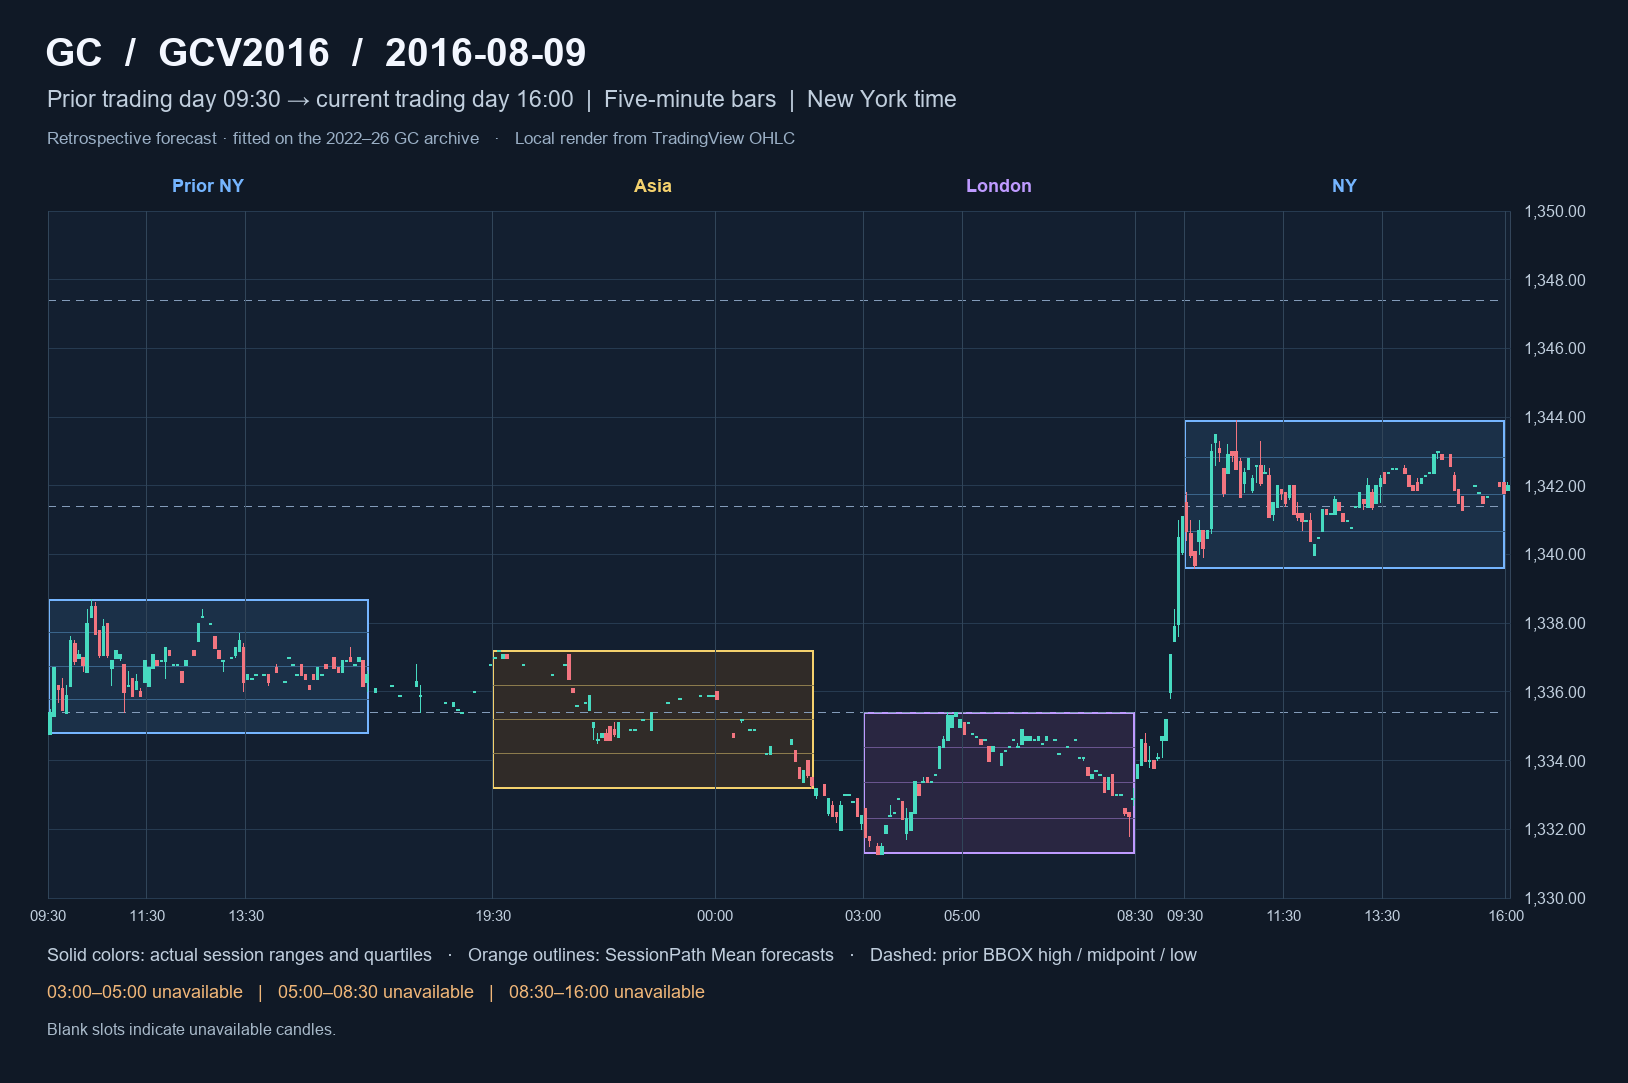 GC / GCV2016 / 2016-08-09
Prior trading day 09:30 → current trading day 16:00 | Five-minute bars | New York time
Retrospective forecast · fitted on the 2022–26 GC archive · Local render from TradingView OHLC
Prior NY Asia London NY
1,350.00
1,348.00
1,346.00
1,344.00
1,342.00
1,340.00
1,338.00
1,336.00
1,334.00
1,332.00
1,330.00
09:30 11:30 13:30 19:30 00:00 03:00 05:00 08:30 09:30 11:30 13:30 16:00
Solid colors: actual session ranges and quartiles · Orange outlines: SessionPath Mean forecasts · Dashed: prior BBOX high / midpoint / low
03:00–05:00 unavailable | 05:00–08:30 unavailable | 08:30–16:00 unavailable
Blank slots indicate unavailable candles.